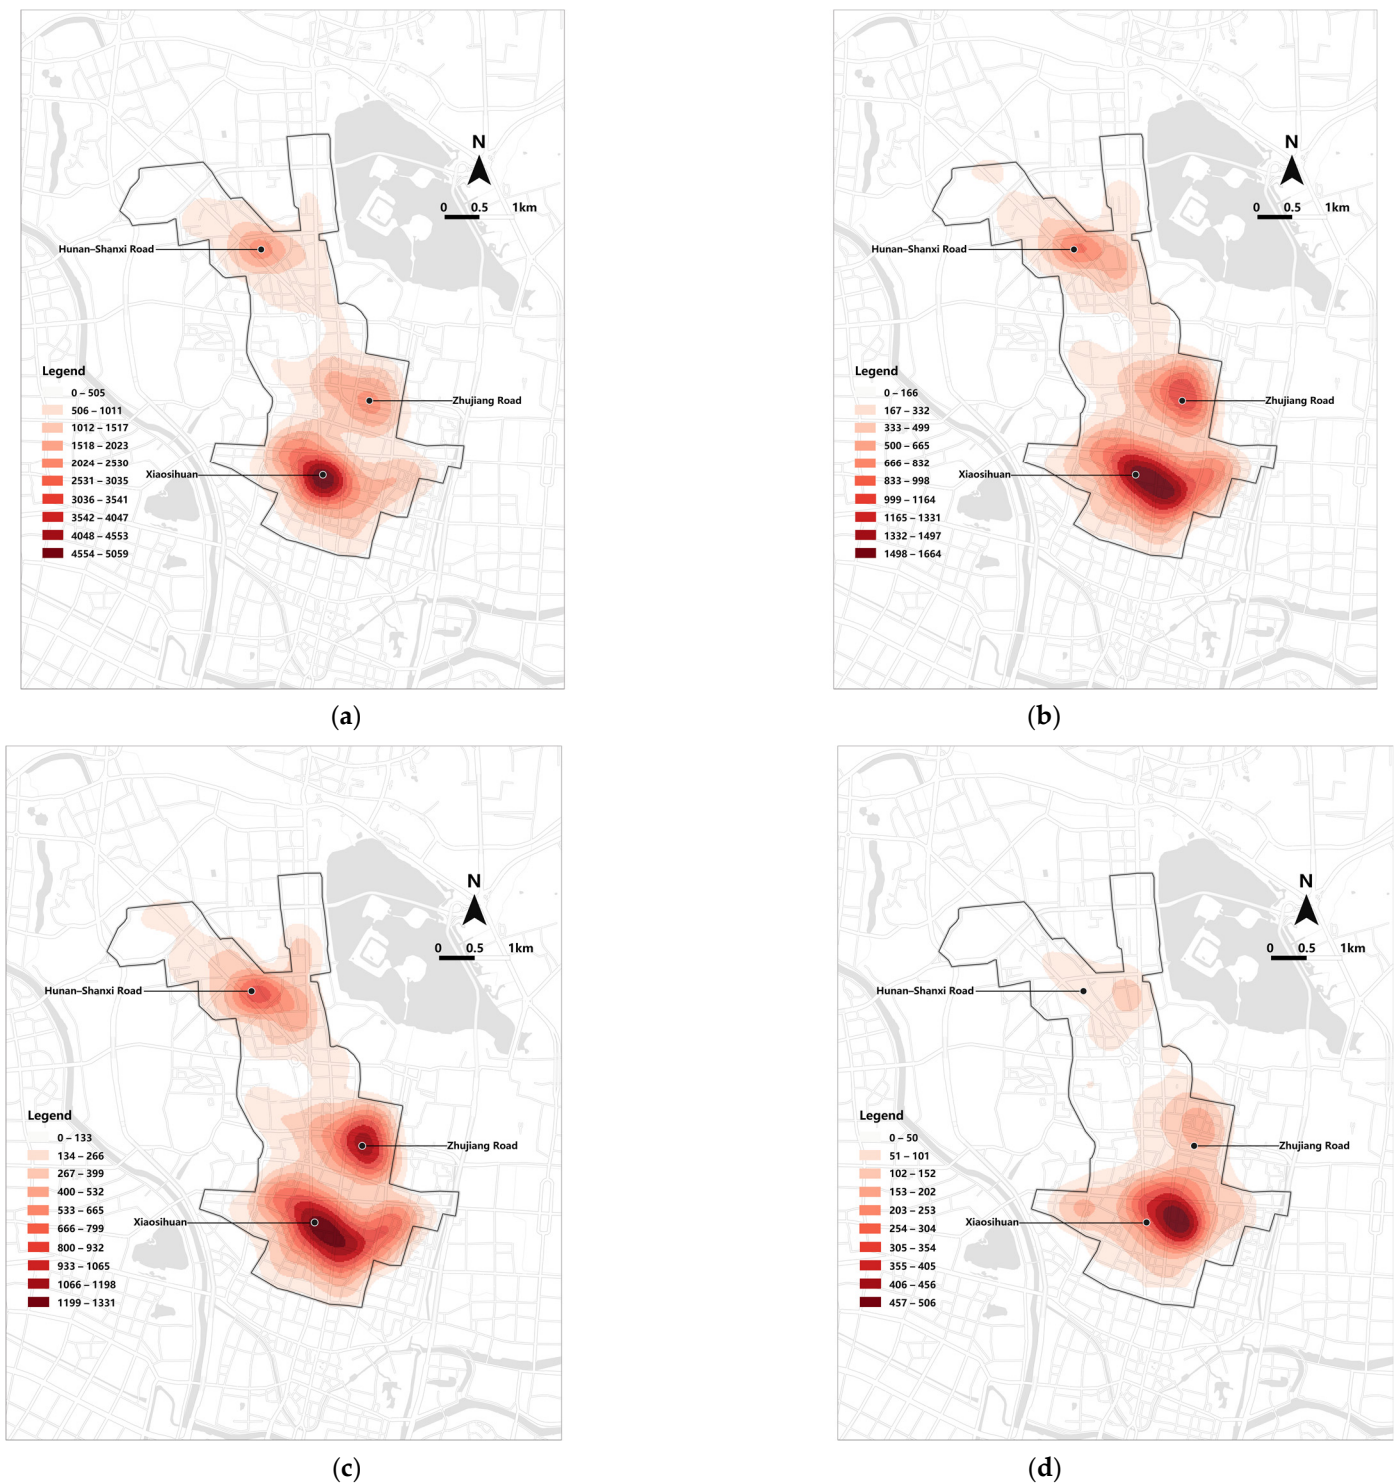 N
0 0.5 1km
Hunan–Shanxi Road
Legend
0 – 505
506 – 1011
1012 – 1517
1518 – 2023
2024 – 2530
2531 – 3035
3036 – 3541
3542 – 4047
4048 – 4553
4554 – 5059
Zhujiang Road
Xiaosihuan
(a)
N
0 0.5 1km
Hunan–Shanxi Road
Legend
0 – 166
167 – 332
333 – 499
500 – 665
666 – 832
833 – 998
999 – 1164
1165 – 1331
1332 – 1497
1498 – 1664
Zhujiang Road
Xiaosihuan
(b)
N
0 0.5 1km
Hunan–Shanxi Road
Legend
0 – 133
134 – 266
267 – 399
400 – 532
533 – 665
666 – 799
800 – 932
933 – 1065
1066 – 1198
1199 – 1331
Zhujiang Road
Xiaosihuan
(c)
N
0 0.5 1km
Hunan–Shanxi Road
Legend
0 – 50
51 – 101
102 – 152
153 – 202
203 – 253
254 – 304
305 – 354
355 – 405
406 – 456
457 – 506
Zhujiang Road
Xiaosihuan
(d)